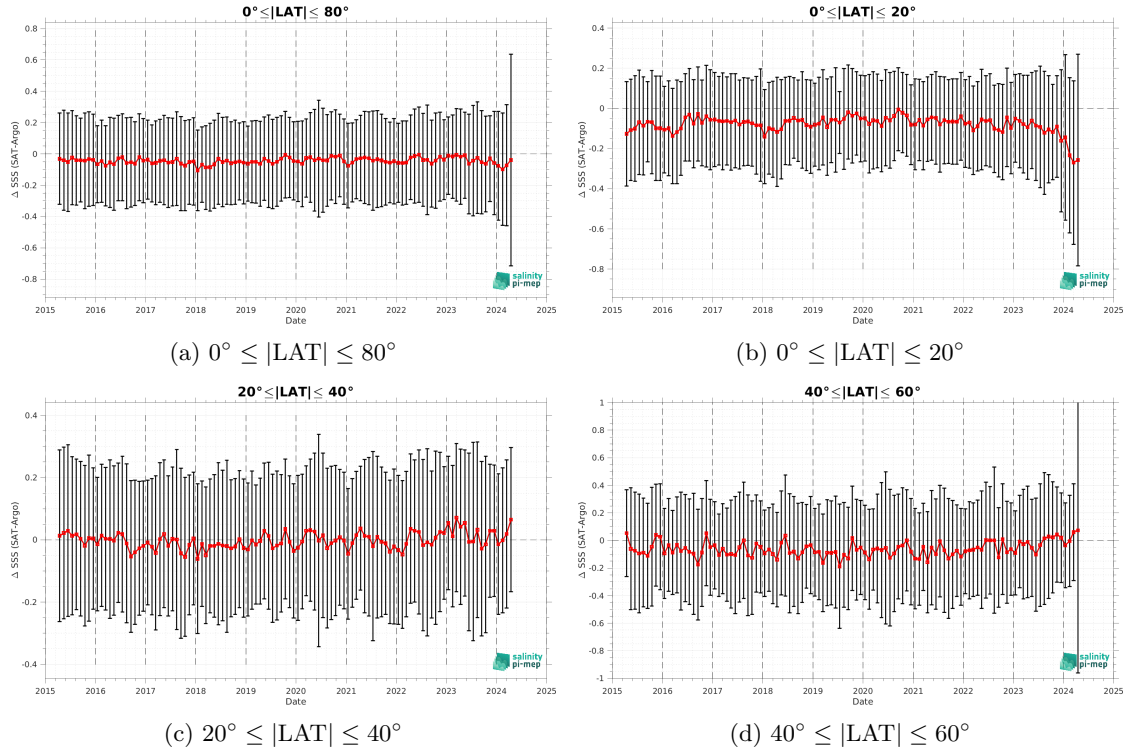 0°≤|LAT|≤ 80°
Δ SSS (SAT-Argo)
0.8
0.6
0.4
0.2
0
-0.2
-0.4
-0.6
-0.8
2015 2016 2017 2018 2019 2020 2021 2022 2023 2024 2025
Date
salinity
pi-mep
(a) 0° ≤ |LAT| ≤ 80°
0°≤|LAT|≤ 20°
Δ SSS (SAT-Argo)
0.4
0.2
0
-0.2
-0.4
-0.6
-0.8
2015 2016 2017 2018 2019 2020 2021 2022 2023 2024 2025
Date
salinity
pi-mep
(b) 0° ≤ |LAT| ≤ 20°
20°≤|LAT|≤ 40°
Δ SSS (SAT-Argo)
0.4
0.2
0
-0.2
-0.4
2015 2016 2017 2018 2019 2020 2021 2022 2023 2024 2025
Date
salinity
pi-mep
(c) 20° ≤ |LAT| ≤ 40°
40°≤|LAT|≤ 60°
Δ SSS (SAT-Argo)
1
0.8
0.6
0.4
0.2
0
-0.2
-0.4
-0.6
-0.8
-1
2015 2016 2017 2018 2019 2020 2021 2022 2023 2024 2025
Date
salinity
pi-mep
(d) 40° ≤ |LAT| ≤ 60°